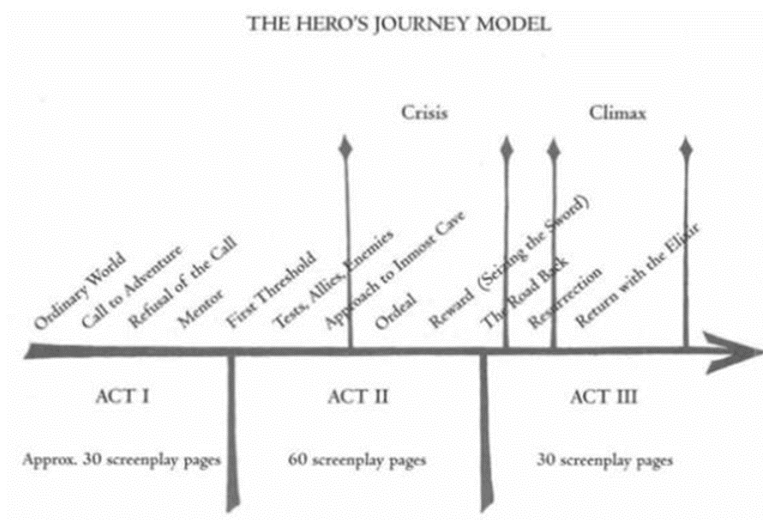 THE HERO'S JOURNEY MODEL
Crisis
Climax
Ordinary World
Call to Adventure
Refusal of the Call
Mentor
First Threshold
Tests, Allies, Enemies
Approach to Inmost Cave
Ordeal
Reward (Seizing the Sword)
The Road Back
Resurrection
Return with the Elixir
ACT I
ACT II
ACT III
Approx. 30 screenplay pages
60 screenplay pages
30 screenplay pages